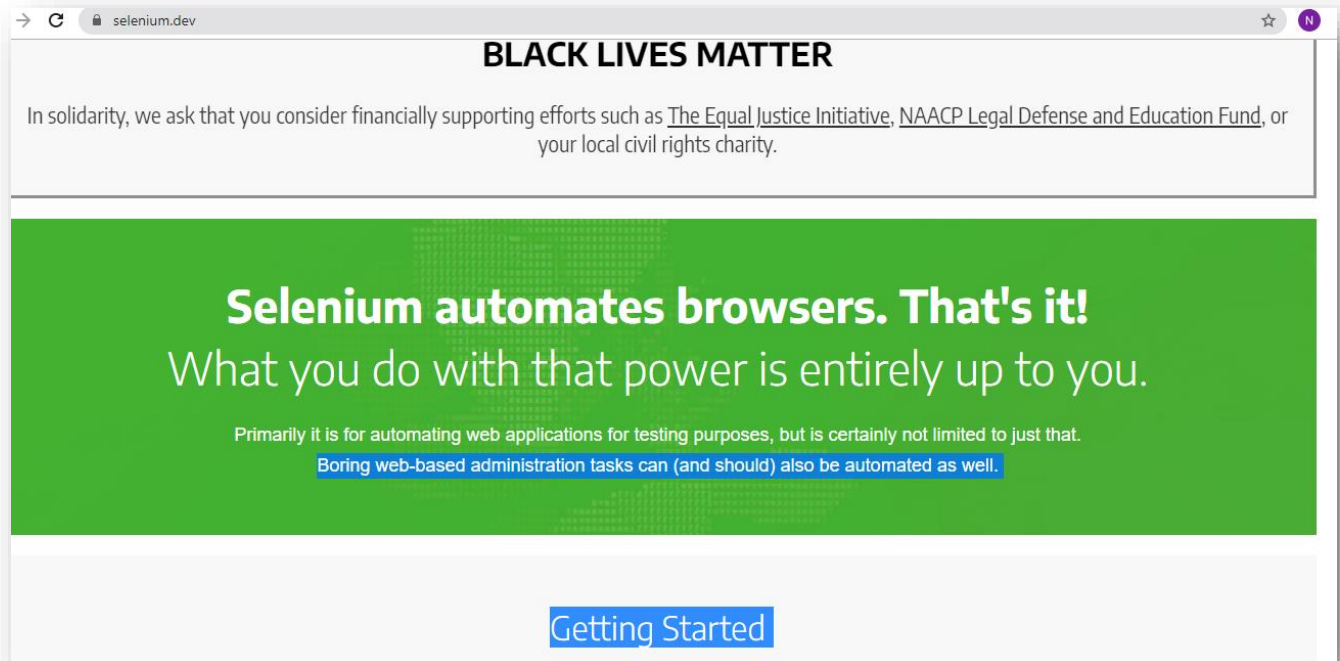 selenium.dev
N
BLACK LIVES MATTER
In solidarity, we ask that you consider financially supporting efforts such as The Equal Justice Initiative, NAACP Legal Defense and Education Fund, or
your local civil rights charity.
Selenium automates browsers. That's it!
What you do with that power is entirely up to you.
Primarily it is for automating web applications for testing purposes, but is certainly not limited to just that.
Boring web-based administration tasks can (and should) also be automated as well.
Getting Started